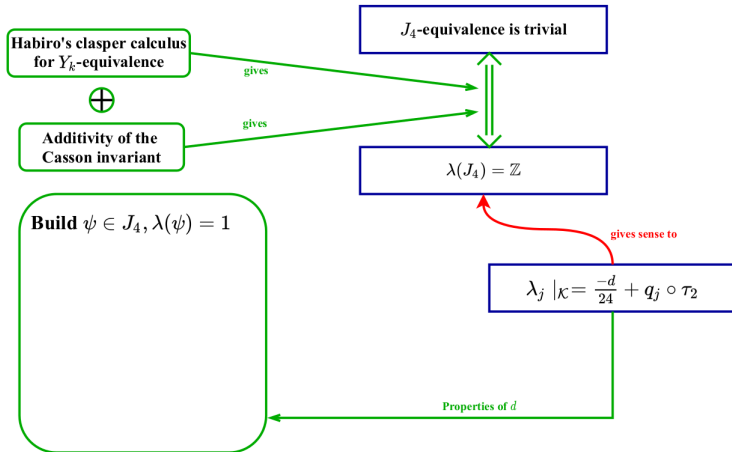 Habiro's clasper calculus
for $Y_k$-equivalence
$J_4$-equivalence is trivial
gives
gives
Additivity of the
Casson invariant
$\lambda(J_4) = \mathbb{Z}$
Build $\psi \in J_4, \lambda(\psi) = 1$
gives sense to
$\lambda_j \mid_{\mathcal{K}} = \frac{-d}{24} + q_j \circ \tau_2$
Properties of $d$